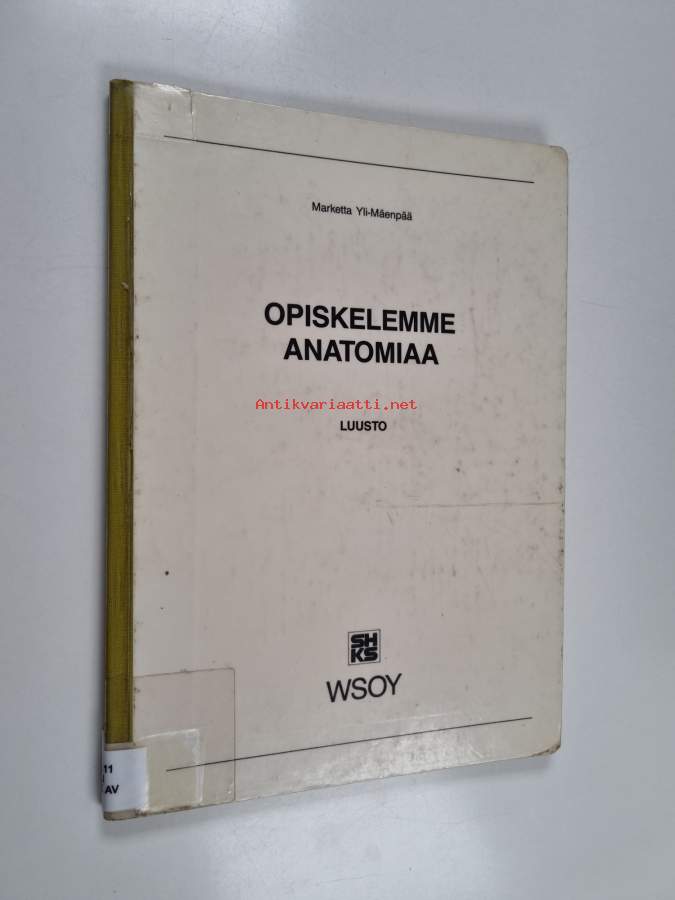 Marketta Yli-Mäenpää
OPISKELEMME
ANATOMIAA
Antikvariaatti.net
LUUSTO
SH
KS
WSOY
11
AV